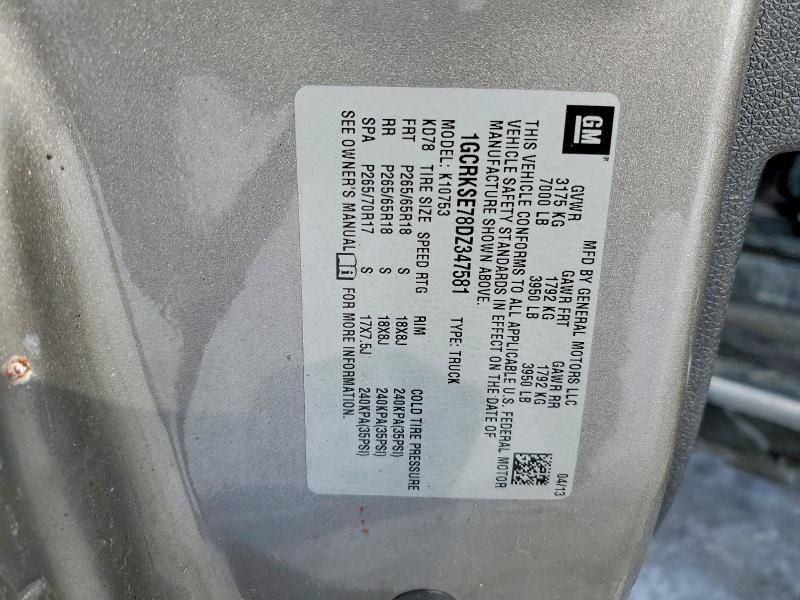 GM ®
MFD BY GENERAL MOTORS LLC 04/13
GVWR GAWR FRT GAWR RR
3175 KG 1792 KG 1792 KG
7000 LB 3950 LB 3950 LB
THIS VEHICLE CONFORMS TO ALL APPLICABLE U.S. FEDERAL MOTOR
VEHICLE SAFETY STANDARDS IN EFFECT ON THE DATE OF
MANUFACTURE SHOWN ABOVE.
1GCRKSE78DZ347581 TYPE: TRUCK
MODEL: K10753
KD78 TIRE SIZE SPEED RTG RIM COLD TIRE PRESSURE
FRT P265/65R18 S 18X8J 240KPA(35PSI)
RR P265/65R18 S 18X8J 240KPA(35PSI)
SPA P265/70R17 S 17X7.5J 240KPA(35PSI)
SEE OWNER'S MANUAL FOR MORE INFORMATION.